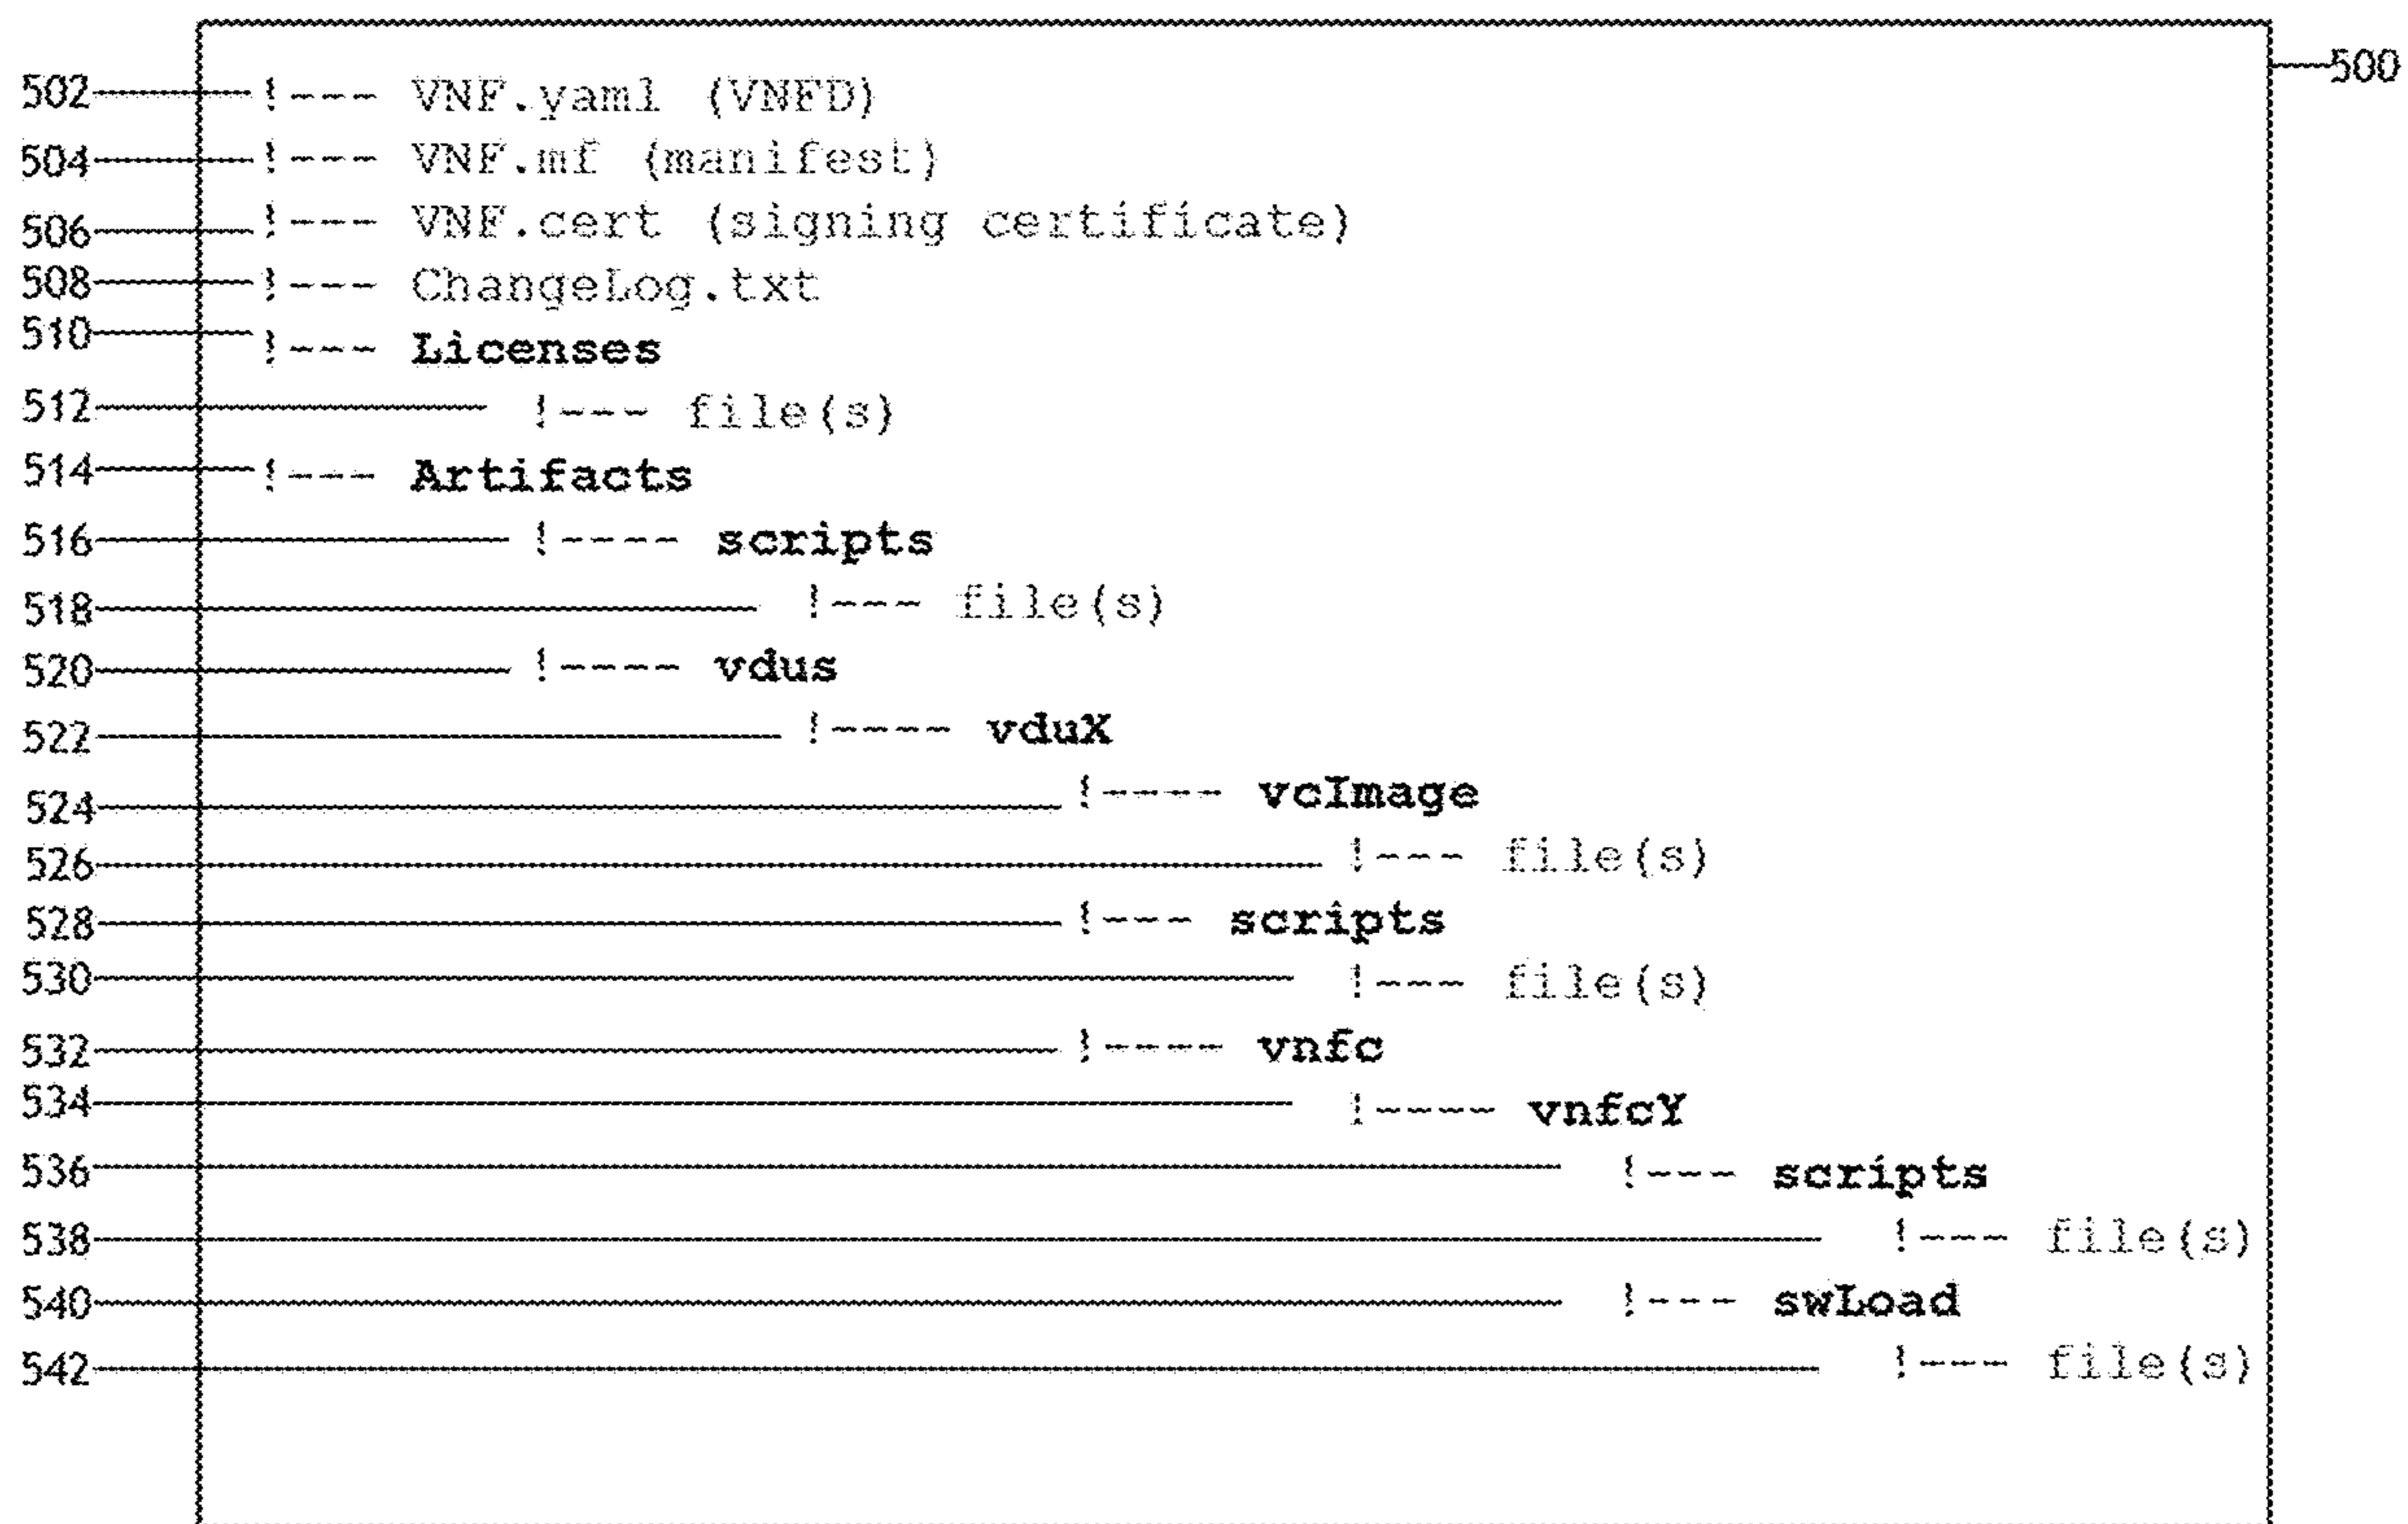 500
502 !--- VNF.yaml (VNFD)
504 !--- VNF.mf (manifest)
506 !--- VNF.cert (signing certificate)
508 !--- ChangeLog.txt
510 !--- Licenses
512 !--- file(s)
514 !--- Artifacts
516 !---- scripts
518 !--- file(s)
520 !---- vdus
522 !---- vduX
524 !---- vcImage
526 !--- file(s)
528 !--- scripts
530 !--- file(s)
532 !---- vnfc
534 !---- vnfcY
536 !--- scripts
538 !--- file(s)
540 !--- swLoad
542 !--- file(s)